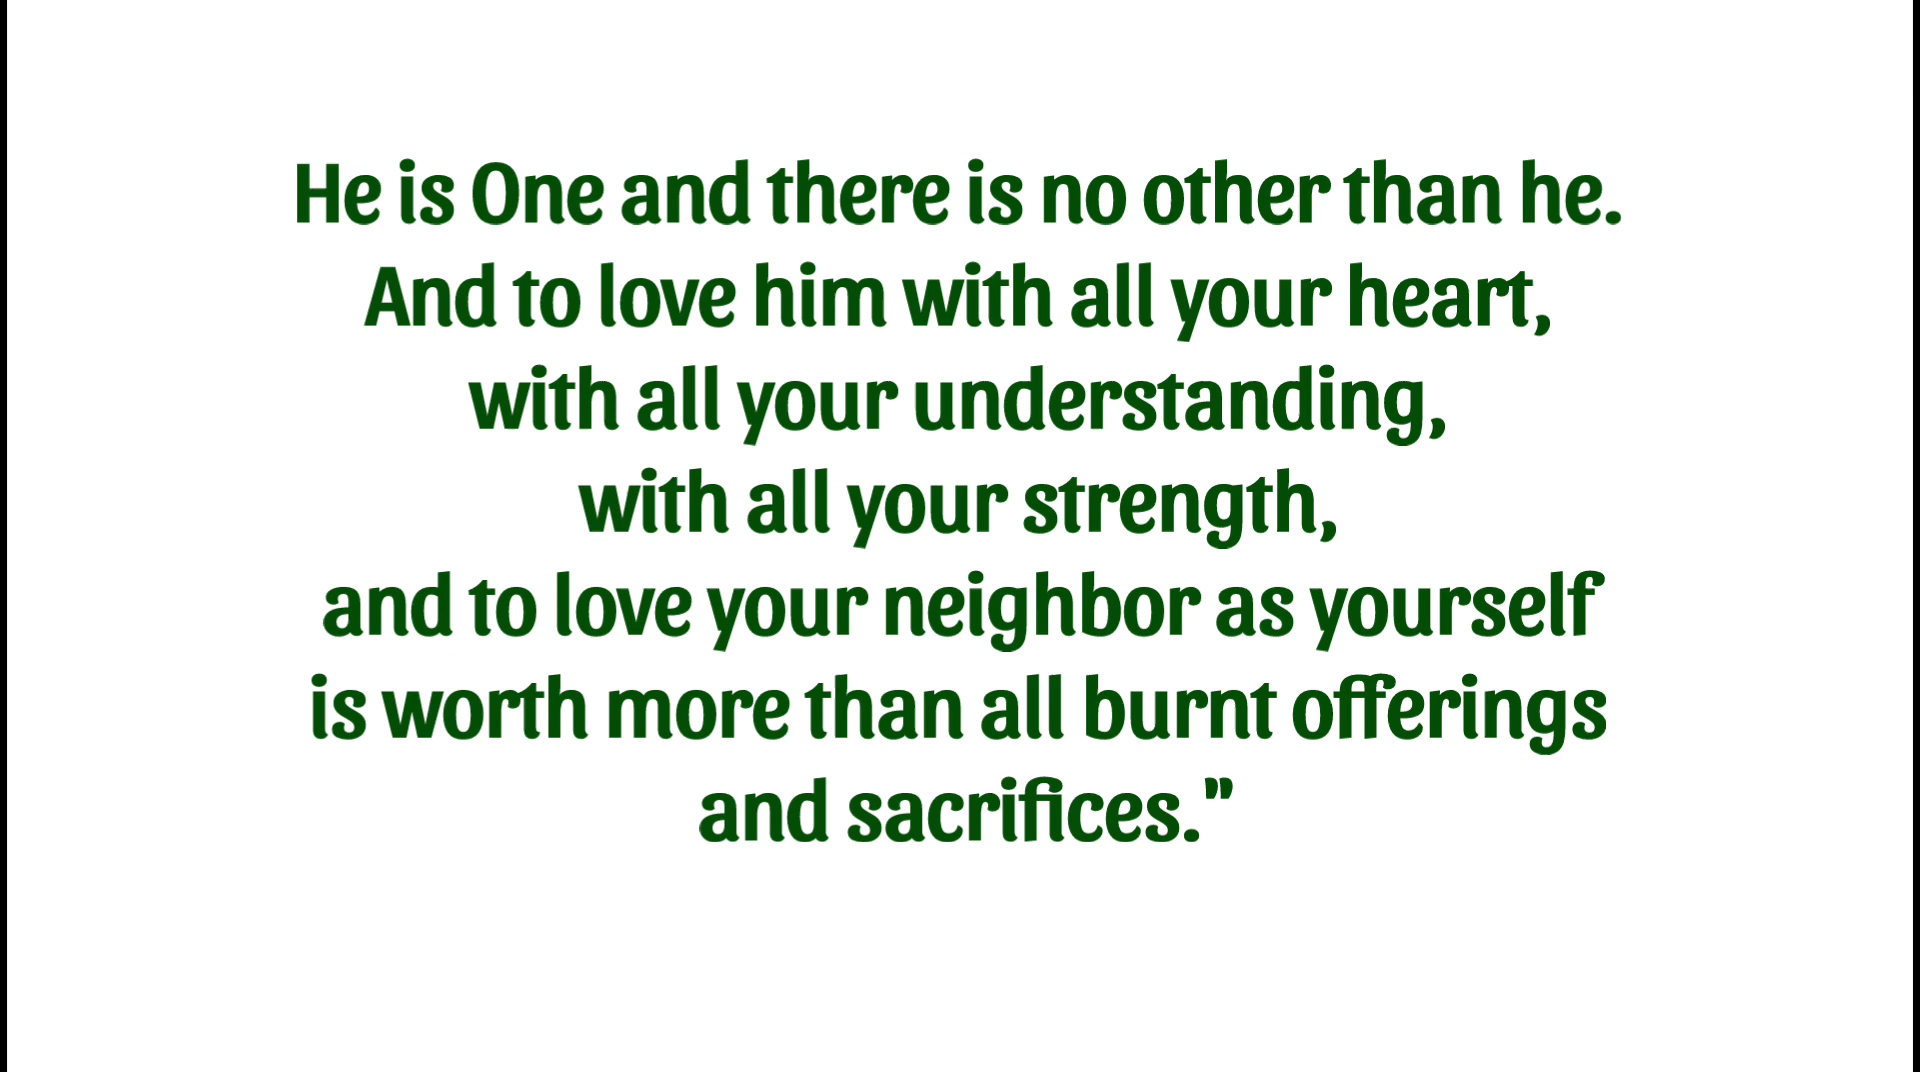 He is One and there is no other than he.
And to love him with all your heart,
with all your understanding,
with all your strength,
and to love your neighbor as yourself
is worth more than all burnt offerings
and sacrifices."